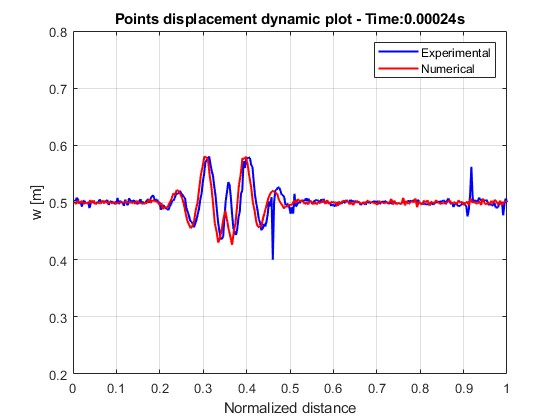 Points displacement dynamic plot - Time:0.00024s
0.8
0.7
0.6
0.5
0.4
0.3
0.2
w [m]
Experimental
Numerical
0 0.1 0.2 0.3 0.4 0.5 0.6 0.7 0.8 0.9 1
Normalized distance